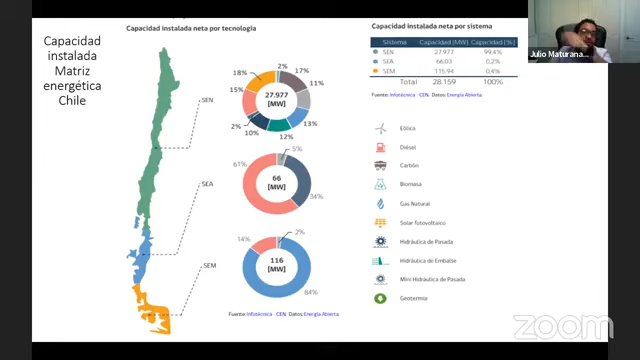 Capacidad
instalada
Matriz
energética
Chile
Capacidad instalada neta por tecnología
SEN
SEA
SEM
2%
17%
11%
13%
12%
10%
2%
15%
18%
27.977
[MW]
5%
34%
61%
66
[MW]
2%
84%
14%
116
[MW]
Fuente: Infotécnica - CEN. Datos: Energía Abierta.
Capacidad instalada neta por sistema
Sistema Capacidad [MW] Capacidad [%]
SEN 27.977 99,4%
SEA 66,03 0,2%
SEM 115,94 0,4%
Total 28.159 100%
Fuente: Infotécnica - CEN. Datos: Energía Abierta.
Eólica
Diésel
Carbón
Biomasa
Gas Natural
Solar fotovoltaico
Hidráulica de Pasada
Hidráulica de Embalse
Mini Hidráulica de Pasada
Geotermia
Julio Maturana...
zoom